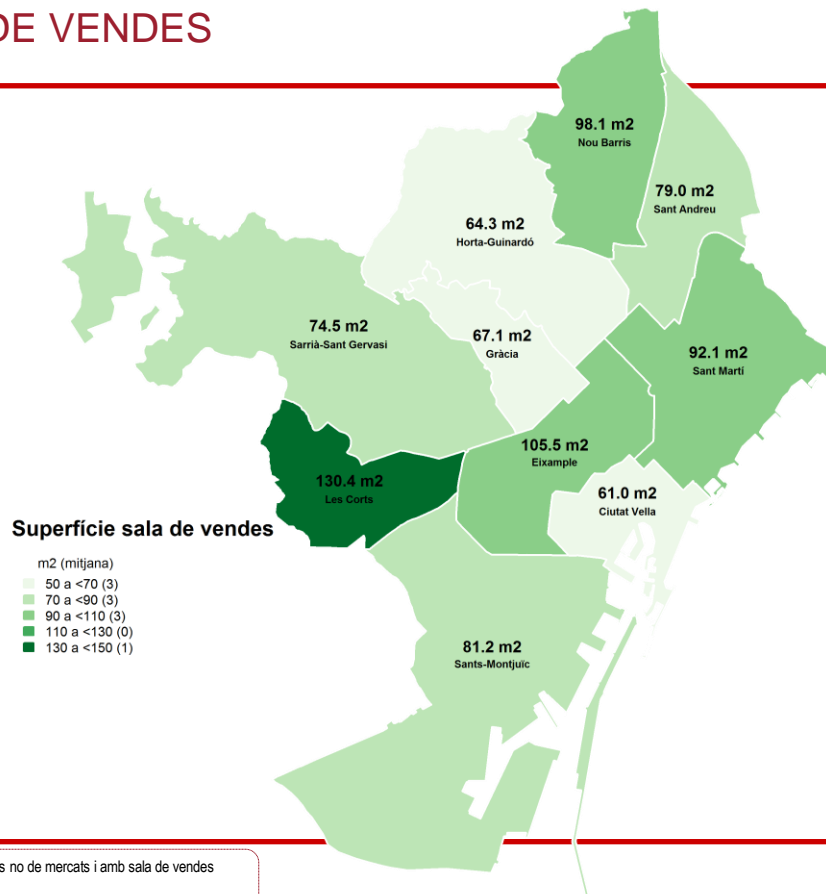 DE VENDES
98.1 m2
Nou Barris
79.0 m2
Sant Andreu
64.3 m2
Horta-Guinardó
74.5 m2
Sarrià-Sant Gervasi
67.1 m2
Gràcia
92.1 m2
Sant Martí
105.5 m2
Eixample
130.4 m2
Les Corts
61.0 m2
Ciutat Vella
Superfície sala de vendes
m2 (mitjana)
50 a <70 (3)
70 a <90 (3)
90 a <110 (3)
110 a <130 (0)
130 a <150 (1)
81.2 m2
Sants-Montjuïc
s no de mercats i amb sala de vendes